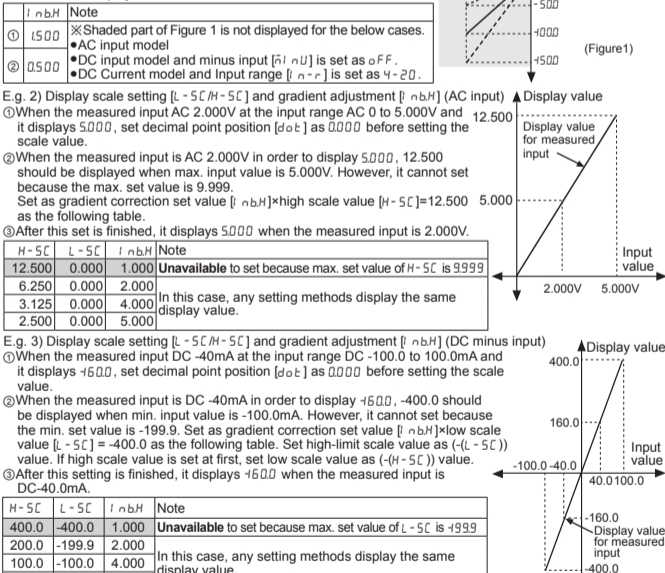 InbH Note
① 1.500 ※Shaded part of Figure 1 is not displayed for the below cases.
●AC input model
② 0.500 ●DC input model and minus input [ñInU] is set as oFF.
●DC Current model and Input range [In-r] is set as 4-20.
-50.0
-100.0
-150.0
(Figure1)
E.g. 2) Display scale setting [L-SC/H-SC] and gradient adjustment [Inb.H] (AC input)
①When the measured input AC 2.000V at the input range AC 0 to 5.000V and
it displays 5.000, set decimal point position [dot] as 0.000 before setting the
scale value.
②When the measured input is AC 2.000V in order to display 5.000, 12.500
should be displayed when max. input value is 5.000V. However, it cannot set
because the max. set value is 9.999.
Set as gradient correction set value [Inb.H]×high scale value [H-SC]=12.500
as the following table.
③After this set is finished, it displays 5.000 when the measured input is 2.000V.
H-SC L-SC Inb.H Note
12.500 0.000 1.000 Unavailable to set because max. set value of H-SC is 9.999
6.250 0.000 2.000
3.125 0.000 4.000 In this case, any setting methods display the same
display value.
2.500 0.000 5.000
Display value
12.500
Display value
for measured
input
5.000
Input
value
2.000V 5.000V
E.g. 3) Display scale setting [L-SC/H-SC] and gradient adjustment [Inb.H] (DC minus input)
①When the measured input DC -40mA at the input range DC -100.0 to 100.0mA and
it displays -160.0, set decimal point position [dot] as 0.000 before setting the scale
value.
②When the measured input is DC -40mA in order to display -160.0, -400.0 should
be displayed when min. input value is -100.0mA. However, it cannot set because
the min. set value is -199.9. Set as gradient correction set value [Inb.H]×low scale
value [L-SC] = -400.0 as the following table. Set high-limit scale value as (-(L-SC))
value. If high scale value is set at first, set low scale value as (-(H-SC)) value.
③After this setting is finished, it displays -160.0 when the measured input is
DC-40.0mA.
H-SC L-SC Inb.H Note
400.0 -400.0 1.000 Unavailable to set because max. set value of L-SC is -199.9
200.0 -199.9 2.000
100.0 -100.0 4.000 In this case, any setting methods display the same
display value.
Display value
400.0
160.0
Input
value
-100.0 -40.0
40.0 100.0
-160.0
Display value
for measured
input
-400.0